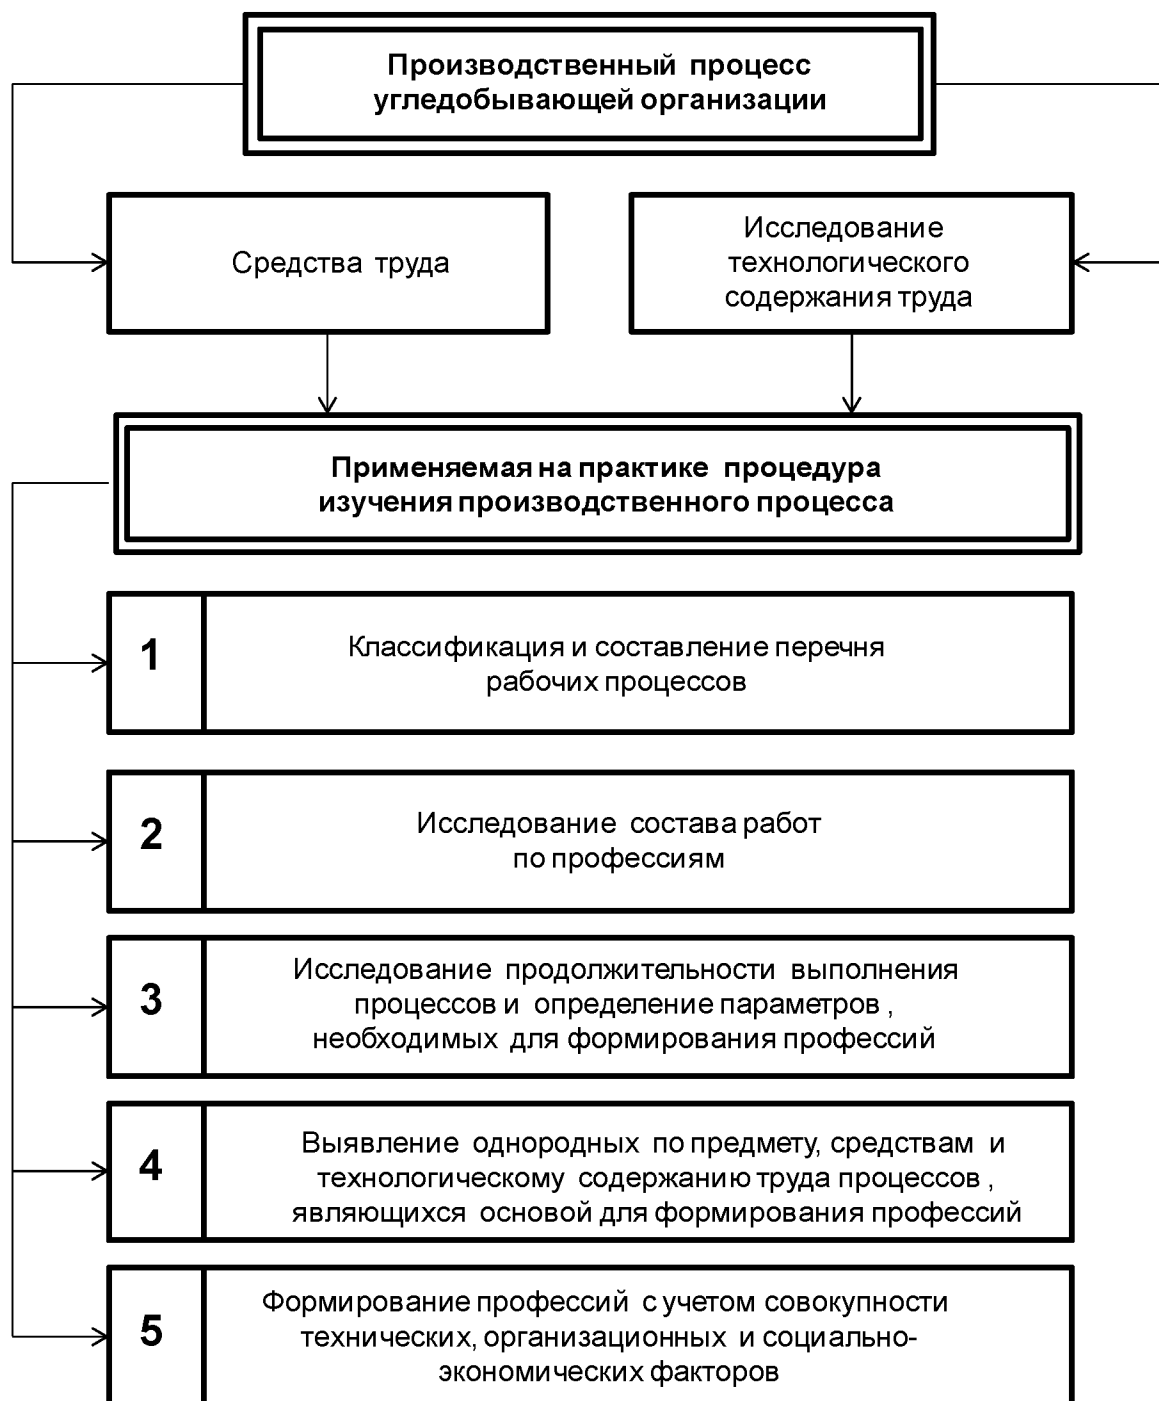 Производственный процесс
угледобывающей организации
Средства труда
Исследование
технологического
содержания труда
Применяемая на практике процедура
изучения производственного процесса
1
Классификация и составление перечня
рабочих процессов
2
Исследование состава работ
по профессиям
3
Исследование продолжительности выполнения
процессов и определение параметров ,
необходимых для формирования профессий
4
Выявление однородных по предмету, средствам и
технологическому содержанию труда процессов ,
являющихся основой для формирования профессий
5
Формирование профессий с учетом совокупности
технических, организационных и социально-
экономических факторов